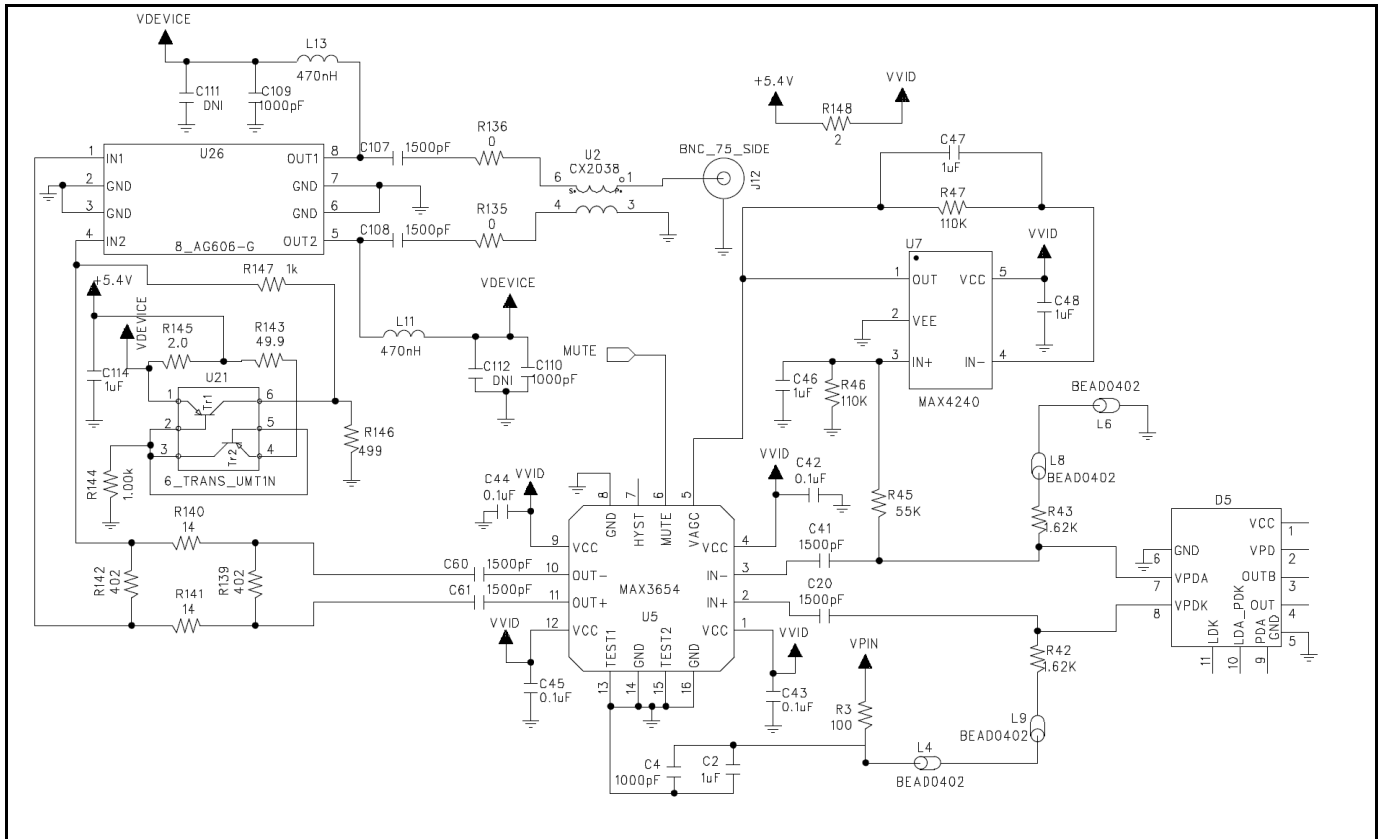 VDEVICE
L13
470nH
C111
DNI
C109
1000pF
+5.4V
VVID
R148
2
C107
1500pF
R136
0
U2
CX2038
BNC_75_SIDE
J12
C47
1uF
R47
110K
1
IN1
U26
OUT1
8
2
GND
GND
7
3
GND
GND
6
4
IN2
OUT2
5
8_AG606-G
6
1
4
3
C108
1500pF
R135
0
U7
VVID
1
OUT
VCC
5
2
VEE
C48
1uF
3
IN+
IN-
4
MAX4240
R147
1k
+5.4V
VDEVICE
R145
2.0
R143
49.9
C114
1uF
U21
1
Tr1
6
2
5
3
Tr2
4
6_TRANS_UMT1N
R144
1.00k
R146
499
L11
470nH
VDEVICE
C112
DNI
C110
1000pF
MUTE
C46
1uF
R46
110K
BEAD0402
L6
L8
BEAD0402
R43
1.62K
R45
55K
C44
0.1uF
VVID
VVID
C42
0.1uF
C41
1500pF
C20
1500pF
8
GND
7
HYST
6
MUTE
5
VAGC
9
VCC
VCC
4
10
OUT-
IN-
3
11
OUT+
IN+
2
12
VCC
VCC
1
MAX3654
U5
TEST1
GND
TEST2
GND
13
14
15
16
R140
14
R142
402
R139
402
R141
14
C60
1500pF
C61
1500pF
VVID
C45
0.1uF
VVID
C43
0.1uF
D5
VCC
1
6
GND
VPD
2
7
VPDA
OUTB
3
8
VPDK
OUT
4
GND
5
LDK
LDA_PDK
PDA
11
10
9
R42
1.62K
L9
BEAD0402
VPIN
R3
100
L4
BEAD0402
C4
1000pF
C2
1uF